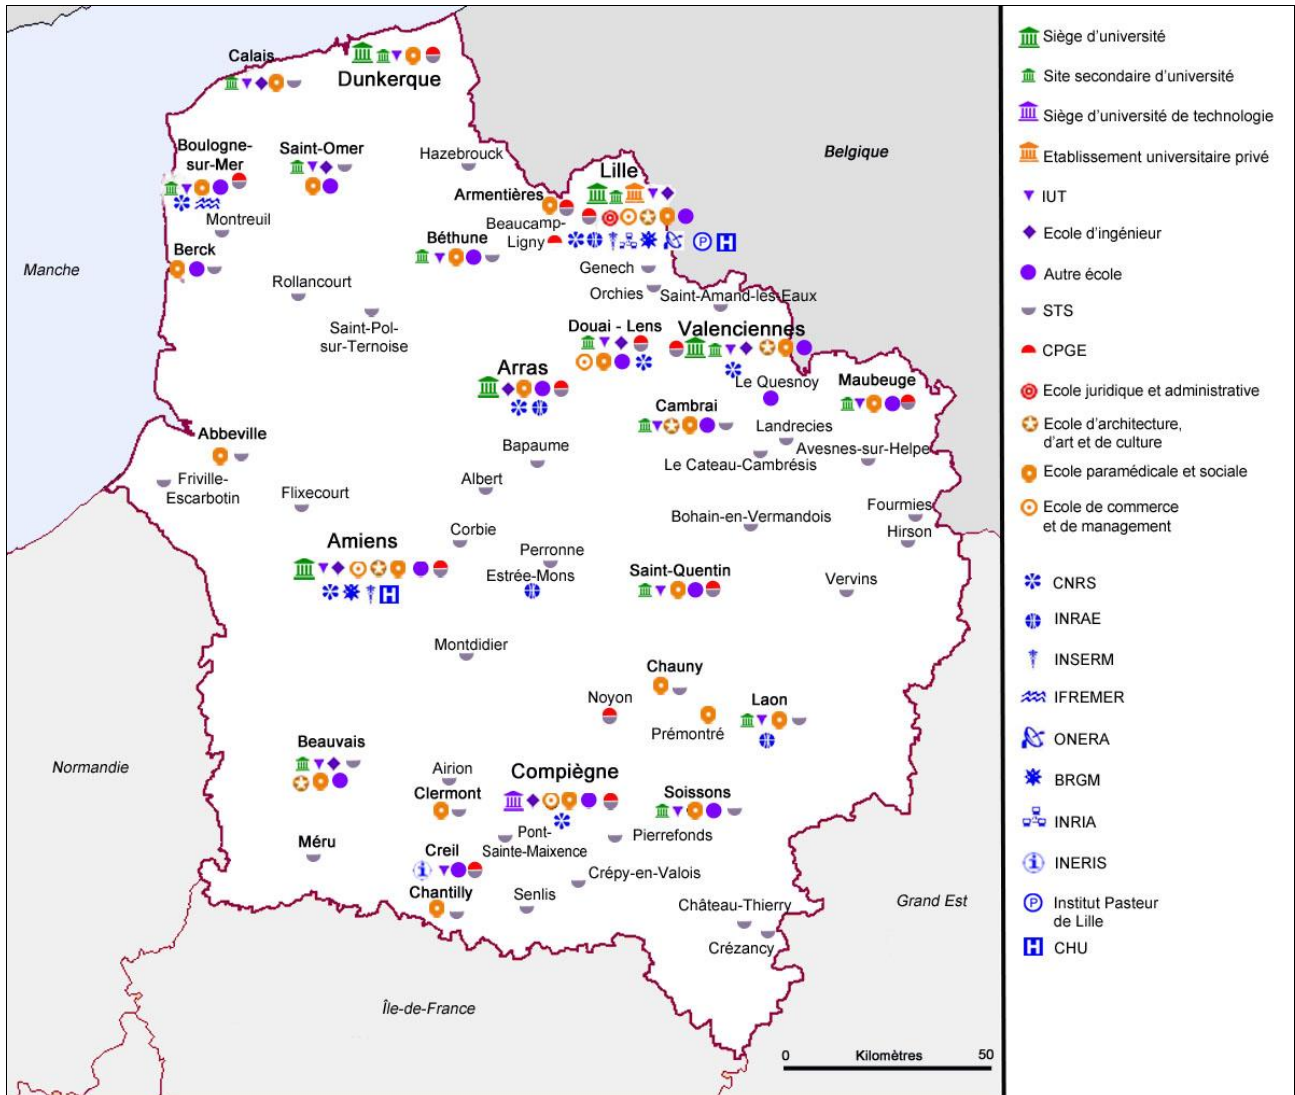 Calais
Dunkerque
Boulogne-
sur-Mer
Saint-Omer
Hazebrouck
Lille
Belgique
Armentières
Montreuil
Beaucamp-
Ligny
Béthune
Berck
Manche
Genech
Rollancourt
Orchies
Saint-Amand-les-Eaux
Saint-Pol-
sur-Ternoise
Douai - Lens
Valenciennes
Arras
Le Quesnoy
Maubeuge
Cambrai
Abbeville
Landrecies
Bapaume
Avesnes-sur-Helpe
Le Cateau-Cambrésis
Friville-
Escarbotin
Albert
Flixecourt
Fourmies
Bohain-en-Vermandois
Corbie
Hirson
Amiens
Perronne
Estrée-Mons
Saint-Quentin
Vervins
Montdidier
Chauny
Noyon
Laon
Prémontré
Beauvais
Normandie
Airion
Compiègne
Clermont
Soissons
Pont-
Sainte-Maixence
Pierrefonds
Méru
Creil
Crépy-en-Valois
Chantilly
Senlis
Château-Thierry
Grand Est
Crézancy
Île-de-France
0 Kilomètres 50
Siège d'université
Site secondaire d'université
Siège d'université de technologie
Etablissement universitaire privé
IUT
Ecole d'ingénieur
Autre école
STS
CPGE
Ecole juridique et administrative
Ecole d'architecture,
d'art et de culture
Ecole paramédicale et sociale
Ecole de commerce
et de management
CNRS
INRAE
INSERM
IFREMER
ONERA
BRGM
INRIA
INERIS
P Institut Pasteur
de Lille
H CHU